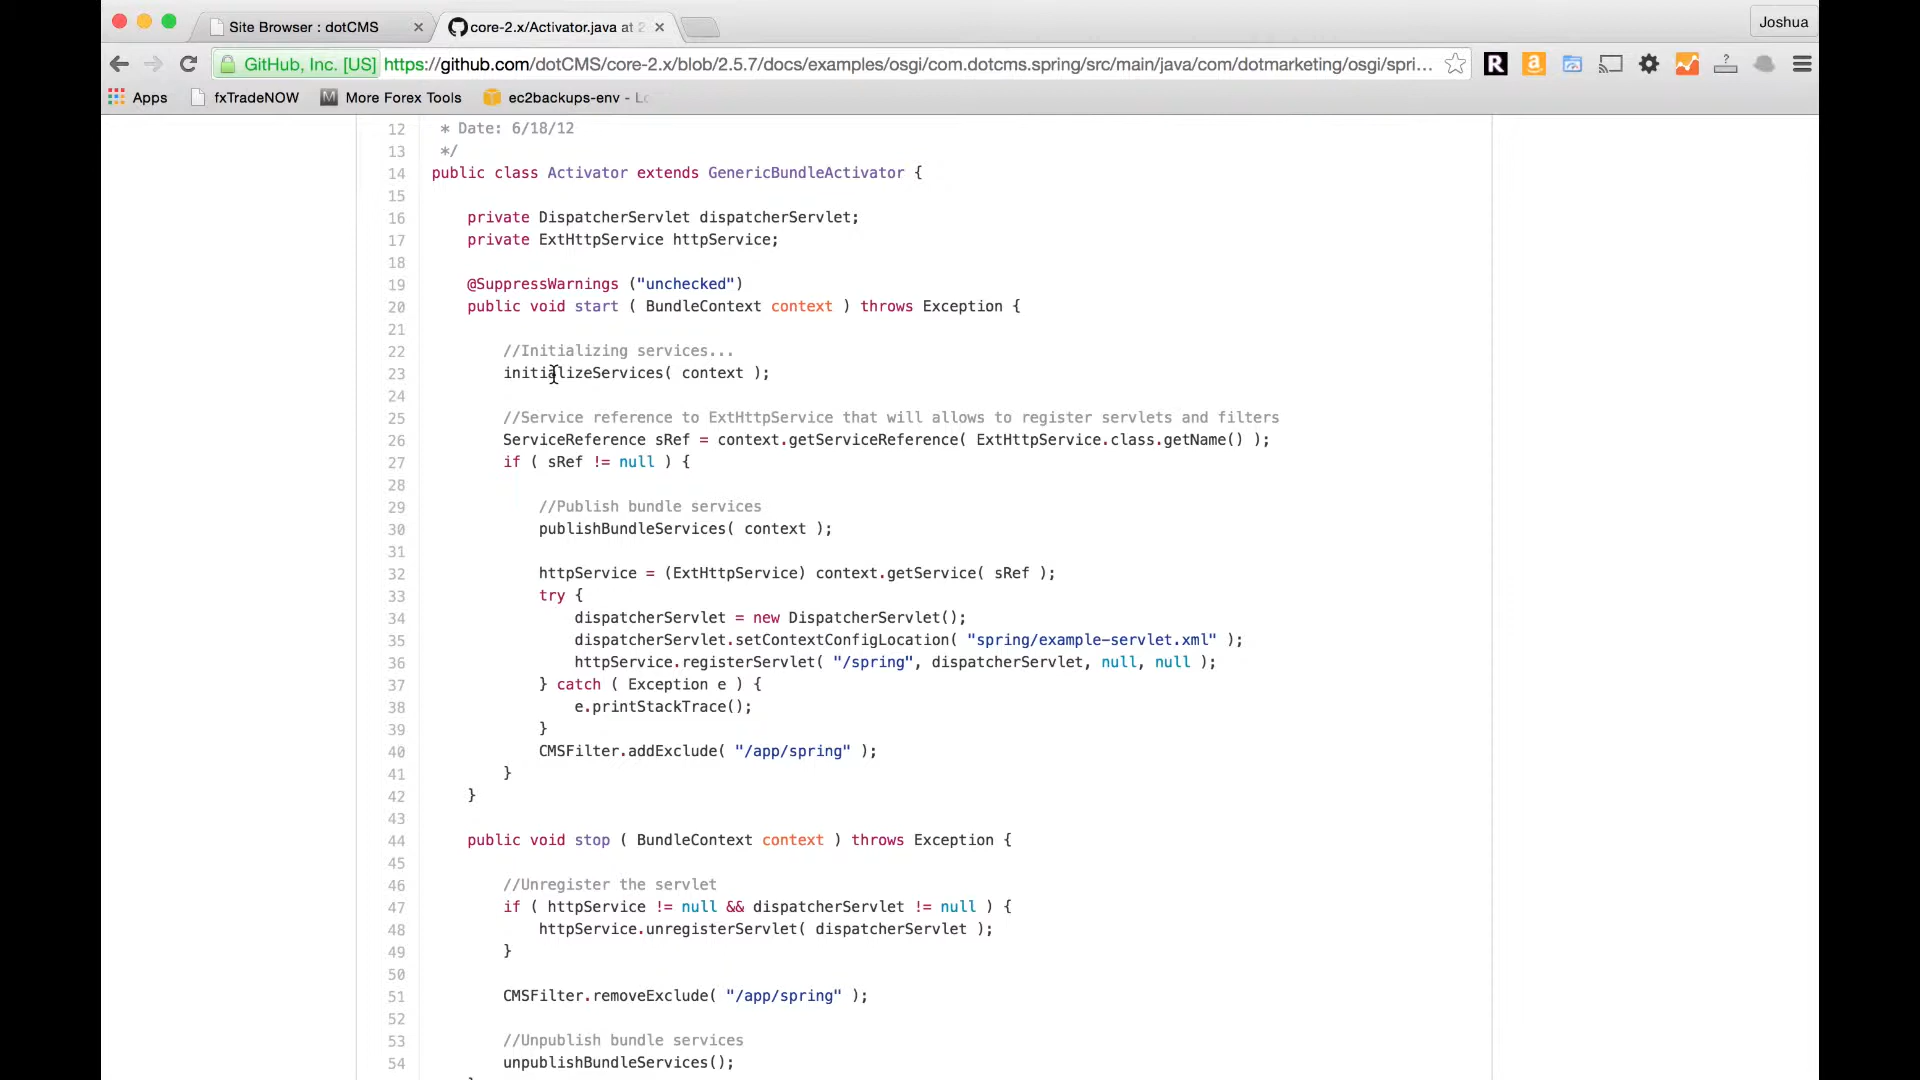 Site Browser : dotCMS
core-2.x/Activator.java at 2
Joshua
GitHub, Inc. [US] https://github.com/dotCMS/core-2.x/blob/2.5.7/docs/examples/osgi/com.dotcms.spring/src/main/java/com/dotmarketing/osgi/spri...
Apps fxTradeNOW M More Forex Tools ec2backups-env - Lo
12 * Date: 6/18/12
13 */
14 public class Activator extends GenericBundleActivator {
15
16 private DispatcherServlet dispatcherServlet;
17 private ExtHttpService httpService;
18
19 @SuppressWarnings ("unchecked")
20 public void start ( BundleContext context ) throws Exception {
21
22 //Initializing services...
23 initializeServices( context );
24
25 //Service reference to ExtHttpService that will allows to register servlets and filters
26 ServiceReference sRef = context.getServiceReference( ExtHttpService.class.getName() );
27 if ( sRef != null ) {
28
29 //Publish bundle services
30 publishBundleServices( context );
31
32 httpService = (ExtHttpService) context.getService( sRef );
33 try {
34 dispatcherServlet = new DispatcherServlet();
35 dispatcherServlet.setContextConfigLocation( "spring/example-servlet.xml" );
36 httpService.registerServlet( "/spring", dispatcherServlet, null, null );
37 } catch ( Exception e ) {
38 e.printStackTrace();
39 }
40 CMSFilter.addExclude( "/app/spring" );
41 }
42 }
43
44 public void stop ( BundleContext context ) throws Exception {
45
46 //Unregister the servlet
47 if ( httpService != null && dispatcherServlet != null ) {
48 httpService.unregisterServlet( dispatcherServlet );
49 }
50
51 CMSFilter.removeExclude( "/app/spring" );
52
53 //Unpublish bundle services
54 unpublishBundleServices();